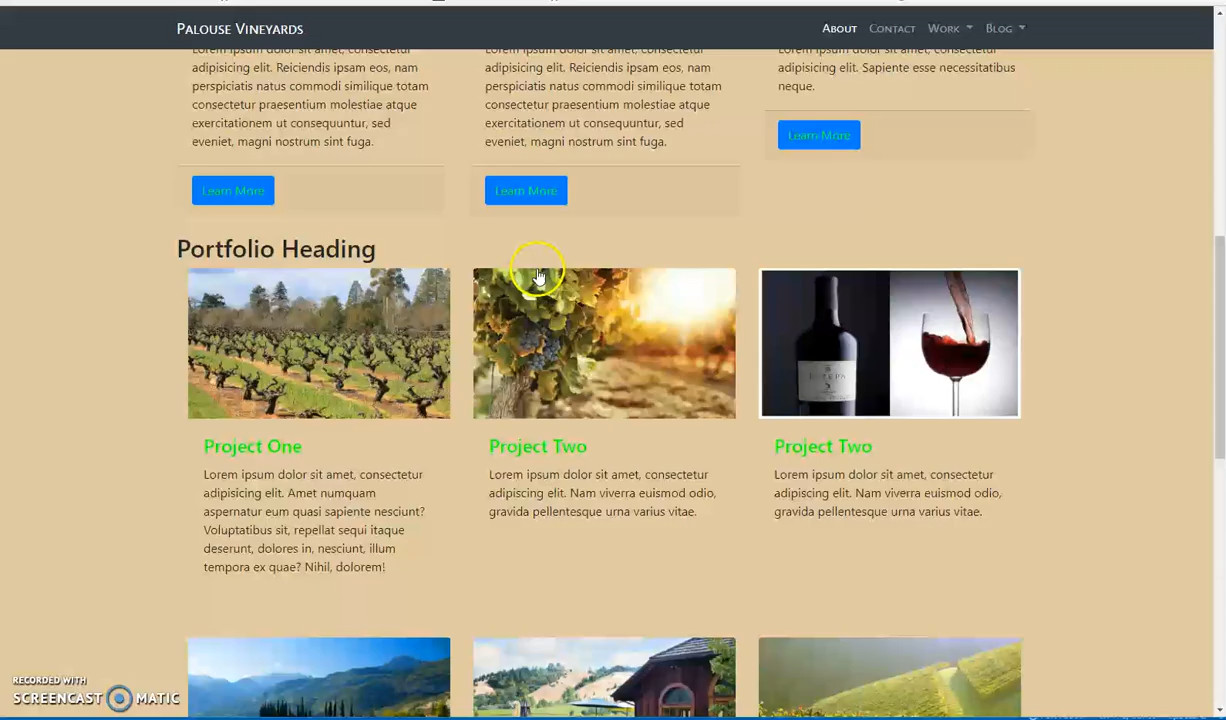 PALOUSE VINEYARDS
ABOUT CONTACT WORK BLOG
Lorem ipsum dolor sit amet, consectetur
adipisicing elit. Reiciendis ipsam eos, nam
perspiciatis natus commodi similique totam
consectetur praesentium molestiae atque
exercitationem ut consequuntur, sed
eveniet, magni nostrum sint fuga.
Learn More
Lorem ipsum dolor sit amet, consectetur
adipisicing elit. Reiciendis ipsam eos, nam
perspiciatis natus commodi similique totam
consectetur praesentium molestiae atque
exercitationem ut consequuntur, sed
eveniet, magni nostrum sint fuga.
Learn More
Lorem ipsum dolor sit amet, consectetur
adipisicing elit. Sapiente esse necessitatibus
neque.
Learn More
Portfolio Heading
Project One
Lorem ipsum dolor sit amet, consectetur
adipisicing elit. Amet numquam
aspernatur eum quasi sapiente nesciunt?
Voluptatibus sit, repellat sequi itaque
deserunt, dolores in, nesciunt, illum
tempora ex quae? Nihil, dolorem!
Project Two
Lorem ipsum dolor sit amet, consectetur
adipiscing elit. Nam viverra euismod odio,
gravida pellentesque urna varius vitae.
Project Two
Lorem ipsum dolor sit amet, consectetur
adipiscing elit. Nam viverra euismod odio,
gravida pellentesque urna varius vitae.
RECORDED WITH
SCREENCAST MATIC